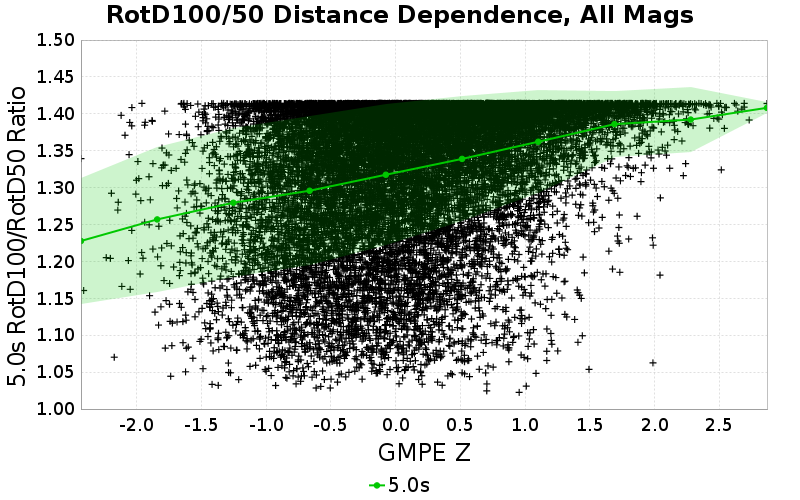 RotD100/50 Distance Dependence, All Mags
5.0s RotD100/RotD50 Ratio
1.50
1.45
1.40
1.35
1.30
1.25
1.20
1.15
1.10
1.05
1.00
-2.0 -1.5 -1.0 -0.5 0.0 0.5 1.0 1.5 2.0 2.5
GMPE Z
5.0s